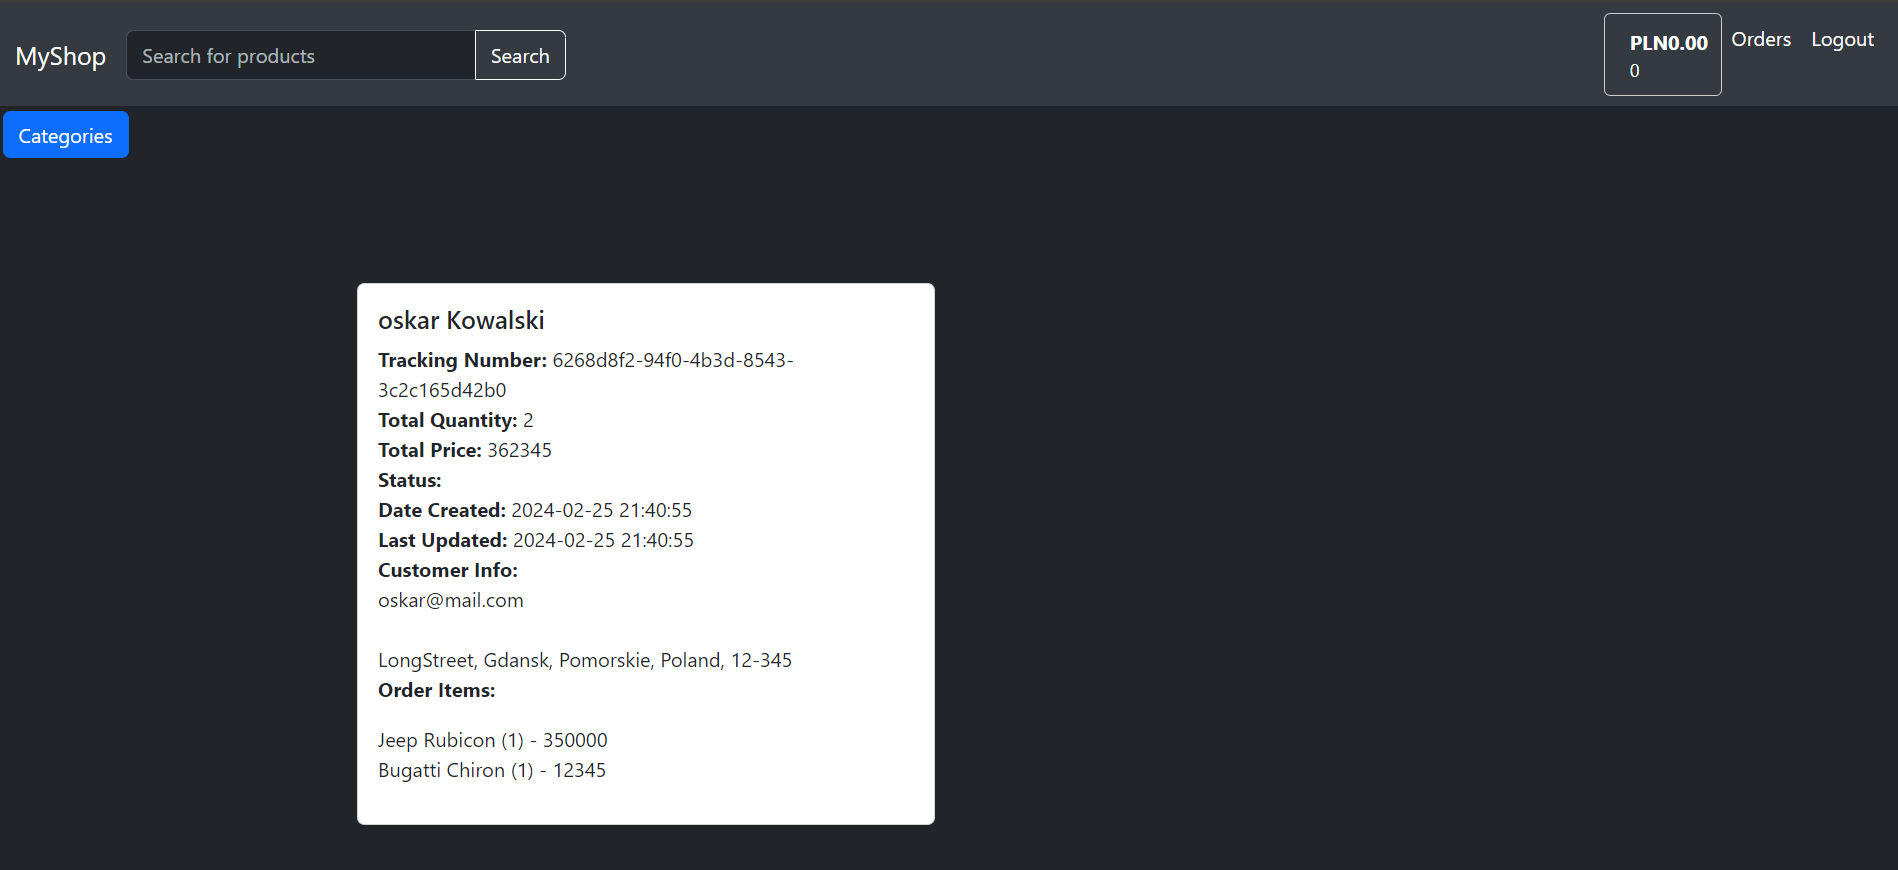 MyShop
Search for products
Search
PLN0.00
0
Orders
Logout
Categories
oskar Kowalski
Tracking Number: 6268d8f2-94f0-4b3d-8543-
3c2c165d42b0
Total Quantity: 2
Total Price: 362345
Status:
Date Created: 2024-02-25 21:40:55
Last Updated: 2024-02-25 21:40:55
Customer Info:
oskar@mail.com
LongStreet, Gdansk, Pomorskie, Poland, 12-345
Order Items:
Jeep Rubicon (1) - 350000
Bugatti Chiron (1) - 12345